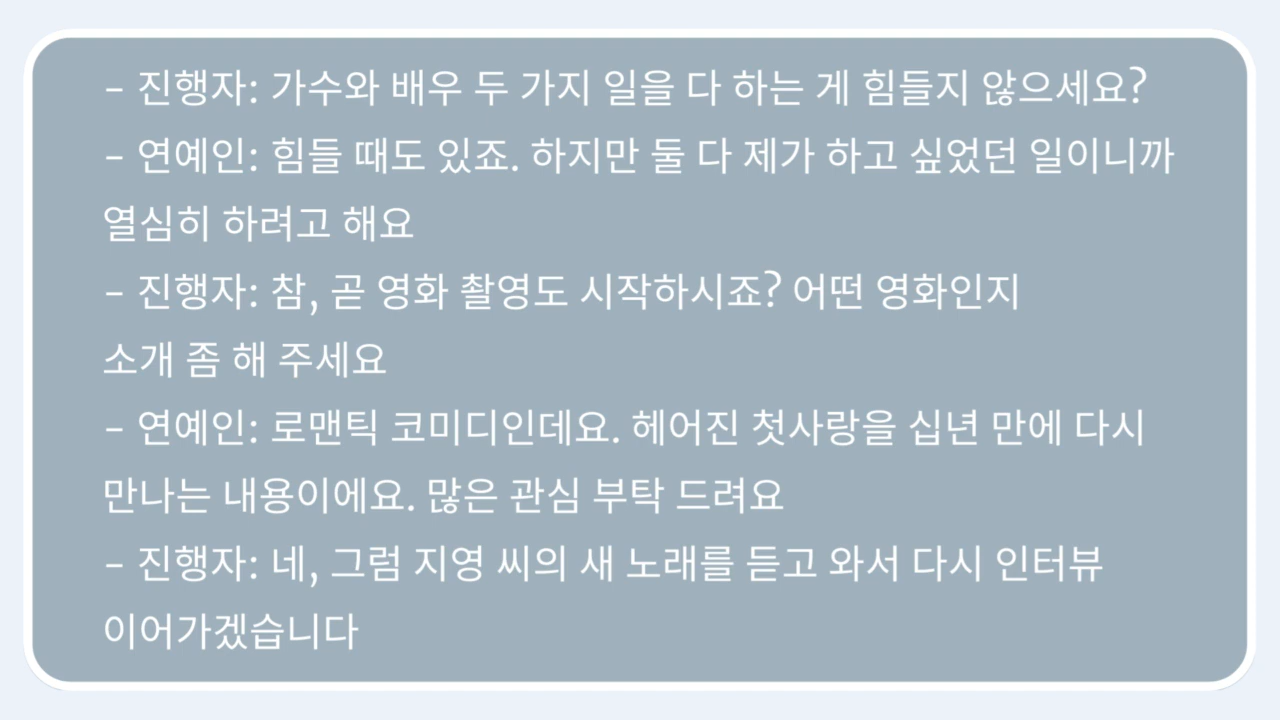 – 진행자: 가수와 배우 두 가지 일을 다 하는 게 힘들지 않으세요?
– 연예인: 힘들 때도 있죠. 하지만 둘 다 제가 하고 싶었던 일이니까
열심히 하려고 해요
– 진행자: 참, 곧 영화 촬영도 시작하시죠? 어떤 영화인지
소개 좀 해 주세요
– 연예인: 로맨틱 코미디인데요. 헤어진 첫사랑을 십년 만에 다시
만나는 내용이에요. 많은 관심 부탁 드려요
– 진행자: 네, 그럼 지영 씨의 새 노래를 듣고 와서 다시 인터뷰
이어가겠습니다